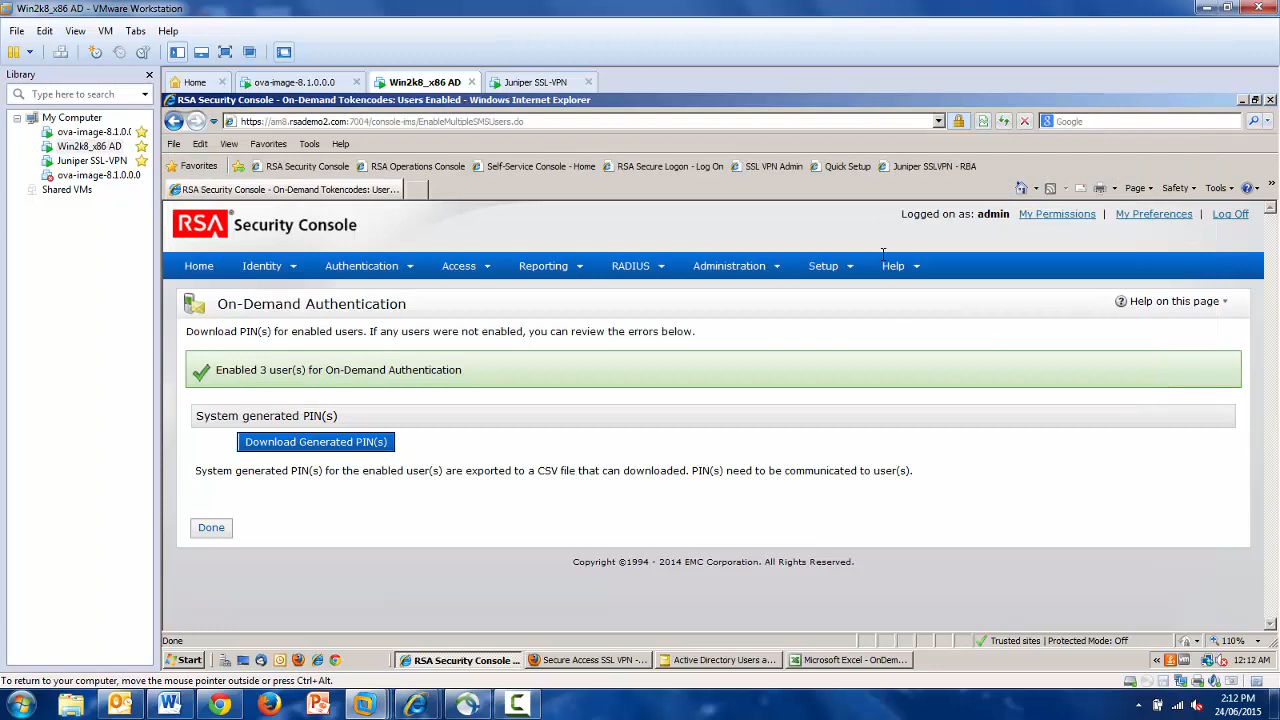 Win2k8_x86 AD - VMware Workstation
File Edit View VM Tabs Help
Library
Type here to search
My Computer
ova-image-8.1.0.(
Win2k8_x86 AD
Juniper SSL-VPN
ova-image-8.1.0.0.0
Shared VMs
Home ova-image-8.1.0.0.0 Win2k8_x86 AD Juniper SSL-VPN
RSA Security Console - On-Demand Tokencodes: Users Enabled - Windows Internet Explorer
https://am8.rsademo2.com:7004/console-ims/EnableMultipleSMSUsers.do
Google
File Edit View Favorites Tools Help
Favorites RSA Security Console RSA Operations Console Self-Service Console - Home RSA Secure Logon - Log On SSL VPN Admin Quick Setup Juniper SSLVPN - RBA
RSA Security Console - On-Demand Tokencodes: User...
Page Safety Tools
RSA Security Console
Logged on as: admin My Permissions | My Preferences | Log Off
Home Identity Authentication Access Reporting RADIUS Administration Setup Help
On-Demand Authentication
Help on this page
Download PIN(s) for enabled users. If any users were not enabled, you can review the errors below.
Enabled 3 user(s) for On-Demand Authentication
System generated PIN(s)
Download Generated PIN(s)
System generated PIN(s) for the enabled user(s) are exported to a CSV file that can downloaded. PIN(s) need to be communicated to user(s).
Done
Copyright ©1994 - 2014 EMC Corporation. All Rights Reserved.
Done
Trusted sites | Protected Mode: Off
110%
Start RSA Security Console ... Secure Access SSL VPN -... Active Directory Users a... Microsoft Excel - OnDem...
12:12 AM
To return to your computer, move the mouse pointer outside or press Ctrl+Alt.
2:12 PM
24/06/2015